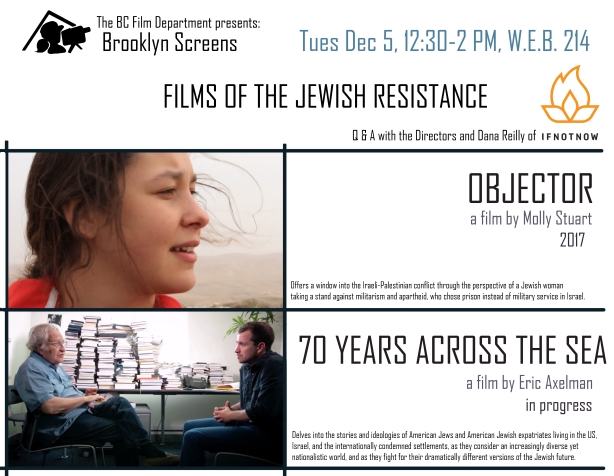 The BC Film Department presents:
Brooklyn Screens
Tues Dec 5, 12:30-2 PM, W.E.B. 214
FILMS OF THE JEWISH RESISTANCE
Q & A with the Directors and Dana Reilly of IFNOTNOW
OBJECTOR
a film by Molly Stuart
2017
Offers a window into the Iraeli-Palestinian conflict through the perspective of a Jewish woman
taking a stand against militarism and apartheid, who chose prison instead of military service in Israel.
70 YEARS ACROSS THE SEA
a film by Eric Axelman
in progress
Delves into the stories and ideologies of American Jews and American Jewish expatriates living in the US,
Israel, and the internationally condemned settlements, as they consider an increasingly diverse yet
nationalistic world, and as they fight for their dramatically different versions of the Jewish future.